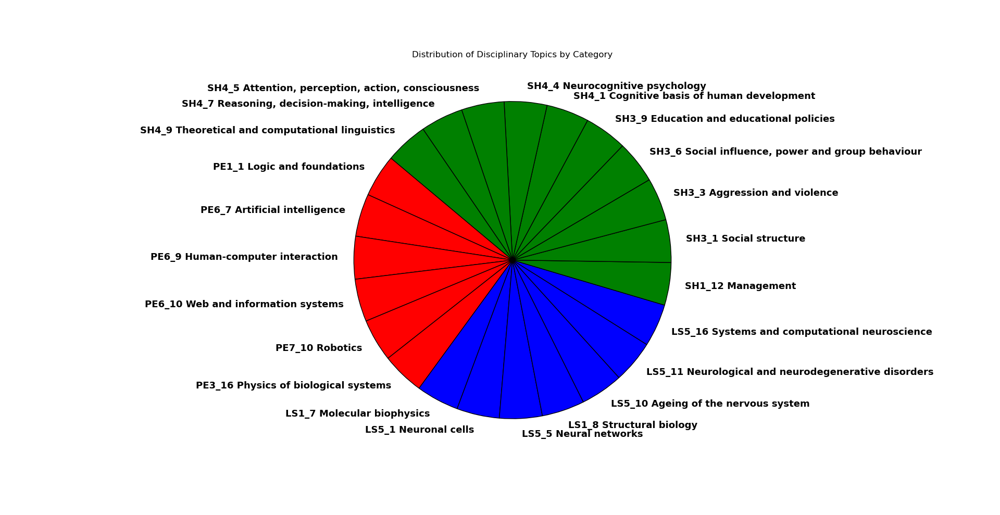 Distribution of Disciplinary Topics by Category
SH4_4 Neurocognitive psychology
SH4_5 Attention, perception, action, consciousness
SH4_1 Cognitive basis of human development
SH4_7 Reasoning, decision-making, intelligence
SH3_9 Education and educational policies
SH4_9 Theoretical and computational linguistics
SH3_6 Social influence, power and group behaviour
PE1_1 Logic and foundations
SH3_3 Aggression and violence
PE6_7 Artificial intelligence
SH3_1 Social structure
PE6_9 Human-computer interaction
SH1_12 Management
PE6_10 Web and information systems
LS5_16 Systems and computational neuroscience
PE7_10 Robotics
LS5_11 Neurological and neurodegenerative disorders
PE3_16 Physics of biological systems
LS5_10 Ageing of the nervous system
LS1_7 Molecular biophysics
LS1_8 Structural biology
LS5_1 Neuronal cells
LS5_5 Neural networks